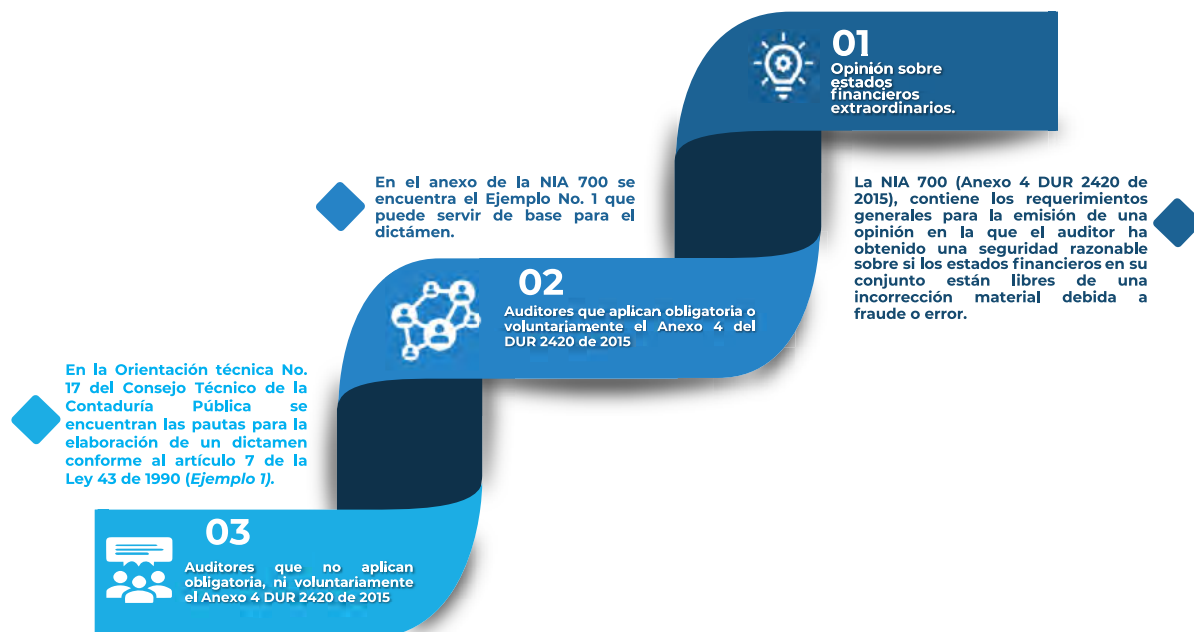 01
Opinión sobre
estados
financieros
extraordinarios.
La NIA 700 (Anexo 4 DUR 2420 de
2015), contiene los requerimientos
generales para la emisión de una
opinión en la que el auditor ha
obtenido una seguridad razonable
sobre si los estados financieros en su
conjunto están libres de una
incorrección material debida a
fraude o error.
En el anexo de la NIA 700 se
encuentra el Ejemplo No. 1 que
puede servir de base para el
dictámen.
02
Auditores que aplican obligatoria o
voluntariamente el Anexo 4 del
DUR 2420 de 2015
En la Orientación técnica No.
17 del Consejo Técnico de la
Contaduría Pública se
encuentran las pautas para la
elaboración de un dictamen
conforme al artículo 7 de la
Ley 43 de 1990 (Ejemplo 1).
03
Auditores que no aplican
obligatoria, ni voluntariamente
el Anexo 4 DUR 2420 de 2015